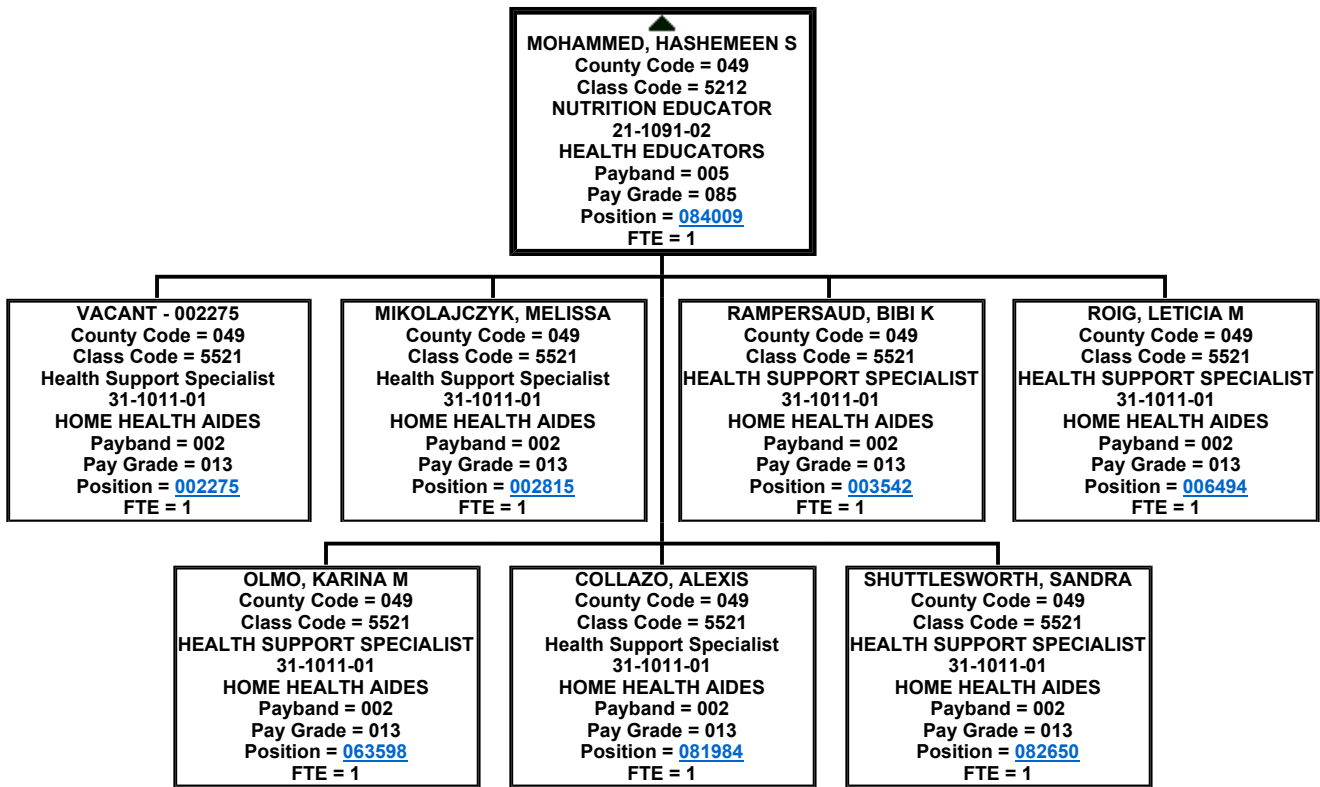 MOHAMMED, HASHEMEEN S
County Code = 049
Class Code = 5212
NUTRITION EDUCATOR
21-1091-02
HEALTH EDUCATORS
Payband = 005
Pay Grade = 085
Position = 084009
FTE = 1
VACANT - 002275
County Code = 049
Class Code = 5521
Health Support Specialist
31-1011-01
HOME HEALTH AIDES
Payband = 002
Pay Grade = 013
Position = 002275
FTE = 1
MIKOLAJCZYK, MELISSA
County Code = 049
Class Code = 5521
Health Support Specialist
31-1011-01
HOME HEALTH AIDES
Payband = 002
Pay Grade = 013
Position = 002815
FTE = 1
RAMPERSAUD, BIBI K
County Code = 049
Class Code = 5521
HEALTH SUPPORT SPECIALIST
31-1011-01
HOME HEALTH AIDES
Payband = 002
Pay Grade = 013
Position = 003542
FTE = 1
ROIG, LETICIA M
County Code = 049
Class Code = 5521
HEALTH SUPPORT SPECIALIST
31-1011-01
HOME HEALTH AIDES
Payband = 002
Pay Grade = 013
Position = 006494
FTE = 1
OLMO, KARINA M
County Code = 049
Class Code = 5521
HEALTH SUPPORT SPECIALIST
31-1011-01
HOME HEALTH AIDES
Payband = 002
Pay Grade = 013
Position = 063598
FTE = 1
COLLAZO, ALEXIS
County Code = 049
Class Code = 5521
Health Support Specialist
31-1011-01
HOME HEALTH AIDES
Payband = 002
Pay Grade = 013
Position = 081984
FTE = 1
SHUTTLESWORTH, SANDRA
County Code = 049
Class Code = 5521
HEALTH SUPPORT SPECIALIST
31-1011-01
HOME HEALTH AIDES
Payband = 002
Pay Grade = 013
Position = 082650
FTE = 1